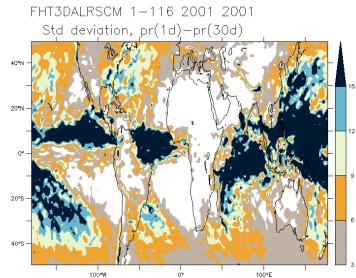 FHT3DALRSCM 1-116 2001 2001
Std deviation, pr(1d)-pr(30d)
40°N
20°N
0°
20°S
40°S
100°W
0°
100°E
15
12
9
6
3